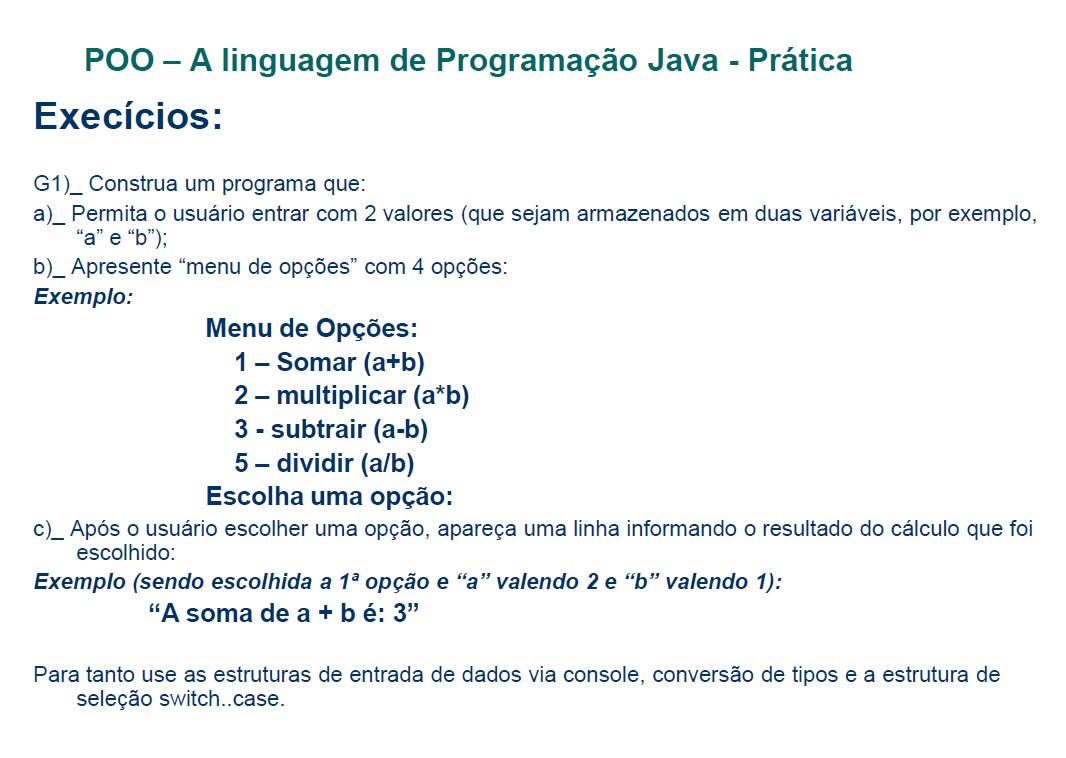 POO – A linguagem de Programação Java - Prática
Execícios:
G1)_ Construa um programa que:
a)_ Permita o usuário entrar com 2 valores (que sejam armazenados em duas variáveis, por exemplo,
“a” e “b”);
b)_ Apresente “menu de opções” com 4 opções:
Exemplo:
Menu de Opções:
1 – Somar (a+b)
2 – multiplicar (a*b)
3 - subtrair (a-b)
5 – dividir (a/b)
Escolha uma opção:
c)_ Após o usuário escolher uma opção, apareça uma linha informando o resultado do cálculo que foi
escolhido:
Exemplo (sendo escolhida a 1ª opção e “a” valendo 2 e “b” valendo 1):
“A soma de a + b é: 3”
Para tanto use as estruturas de entrada de dados via console, conversão de tipos e a estrutura de
seleção switch..case.